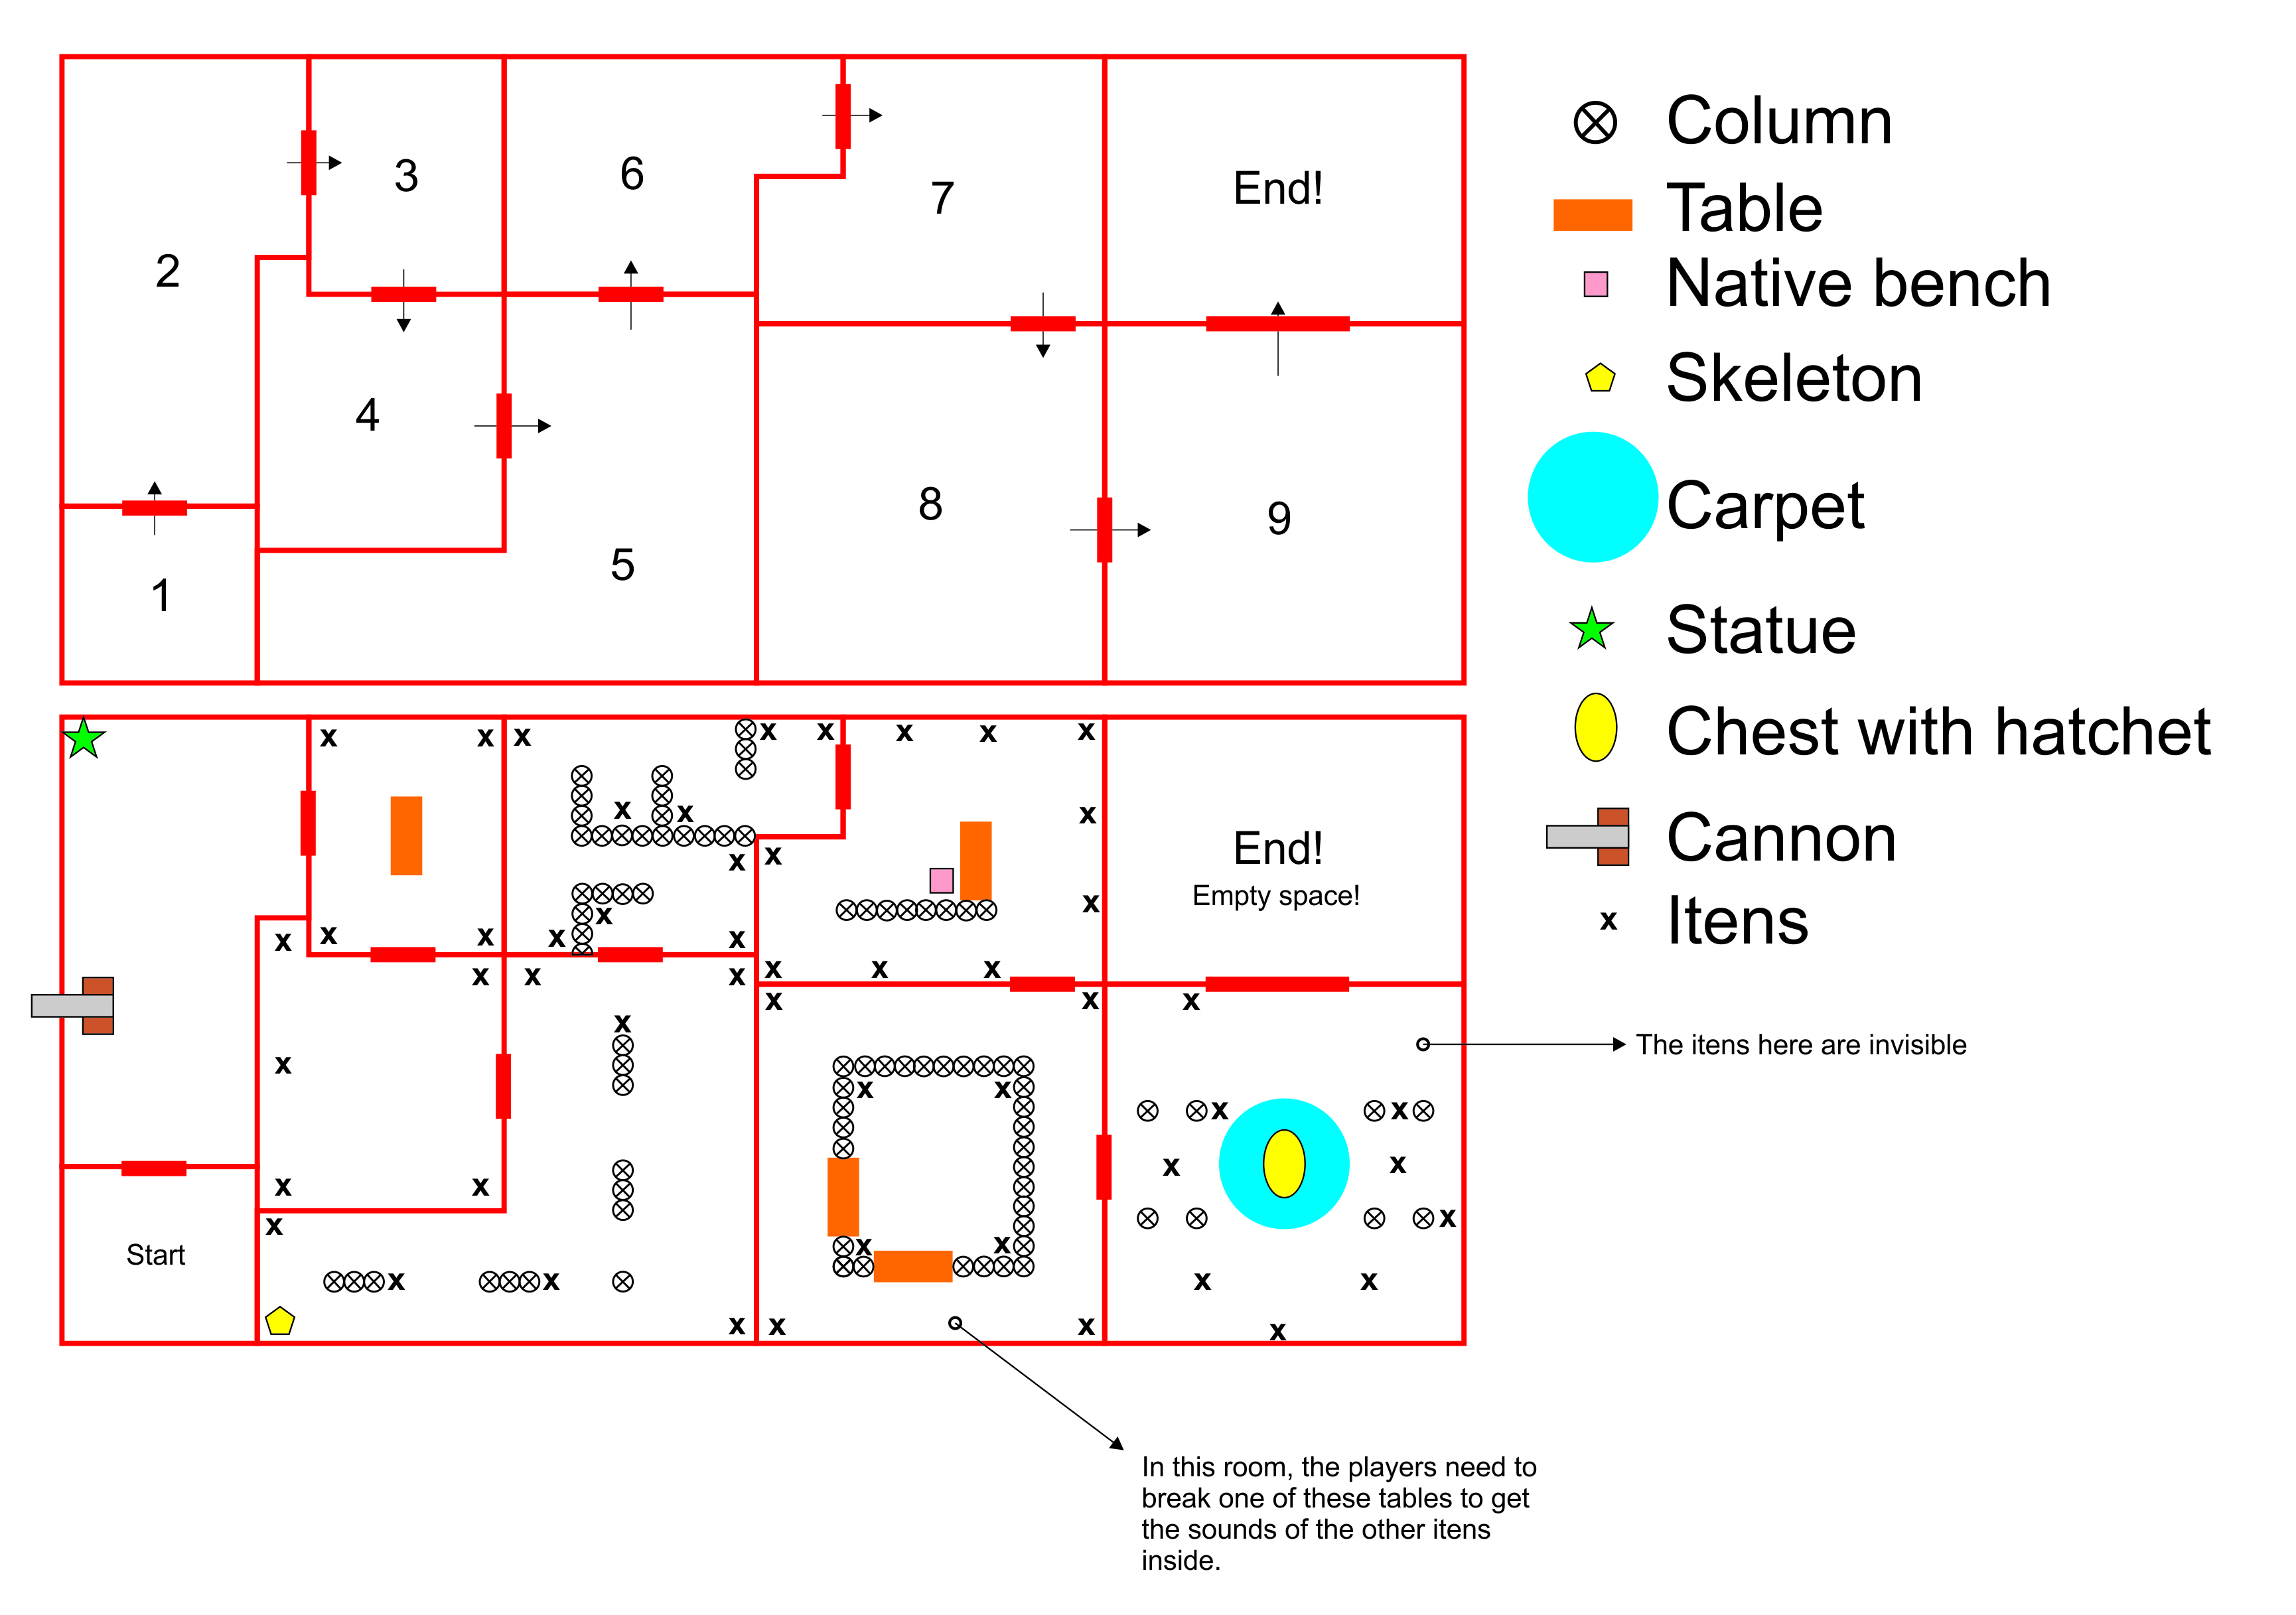 3
6
7
End!
2
4
8
9
5
1
Column
Table
Native bench
Skeleton
Carpet
Statue
Chest with hatchet
Cannon
x Itens
x x x x x x x x
x x x
x x x
End!
Empty space!
x x x x x
x x x x x x
x x x x x x
x
The itens here are invisible
x
x x x x
x x
x x x x x
x
Start
x x x x
x x x x
In this room, the players need to
break one of these tables to get
the sounds of the other itens
inside.